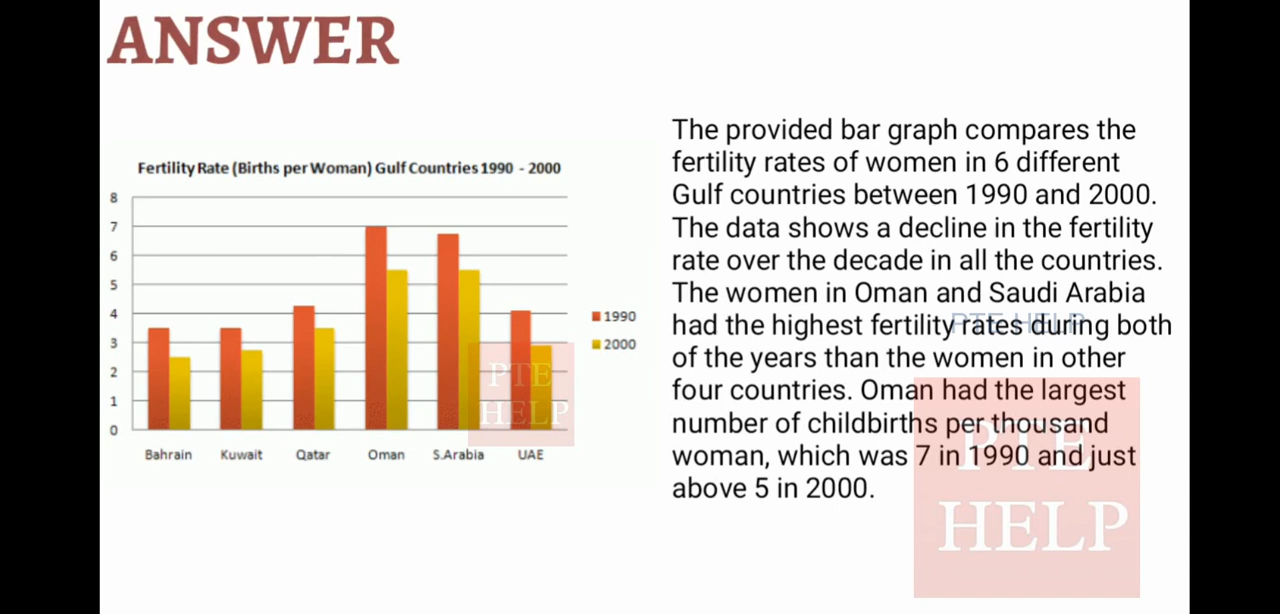 ANSWER
Fertility Rate (Births per Woman) Gulf Countries 1990 - 2000
8
7
6
5
4
3
2
1
0
Bahrain Kuwait Qatar Oman S.Arabia UAE
1990
2000
PTE
HELP
The provided bar graph compares the
fertility rates of women in 6 different
Gulf countries between 1990 and 2000.
The data shows a decline in the fertility
rate over the decade in all the countries.
The women in Oman and Saudi Arabia
had the highest fertility rates during both
of the years than the women in other
four countries. Oman had the largest
number of childbirths per thousand
woman, which was 7 in 1990 and just
above 5 in 2000.
PTE HELP
PTE
HELP